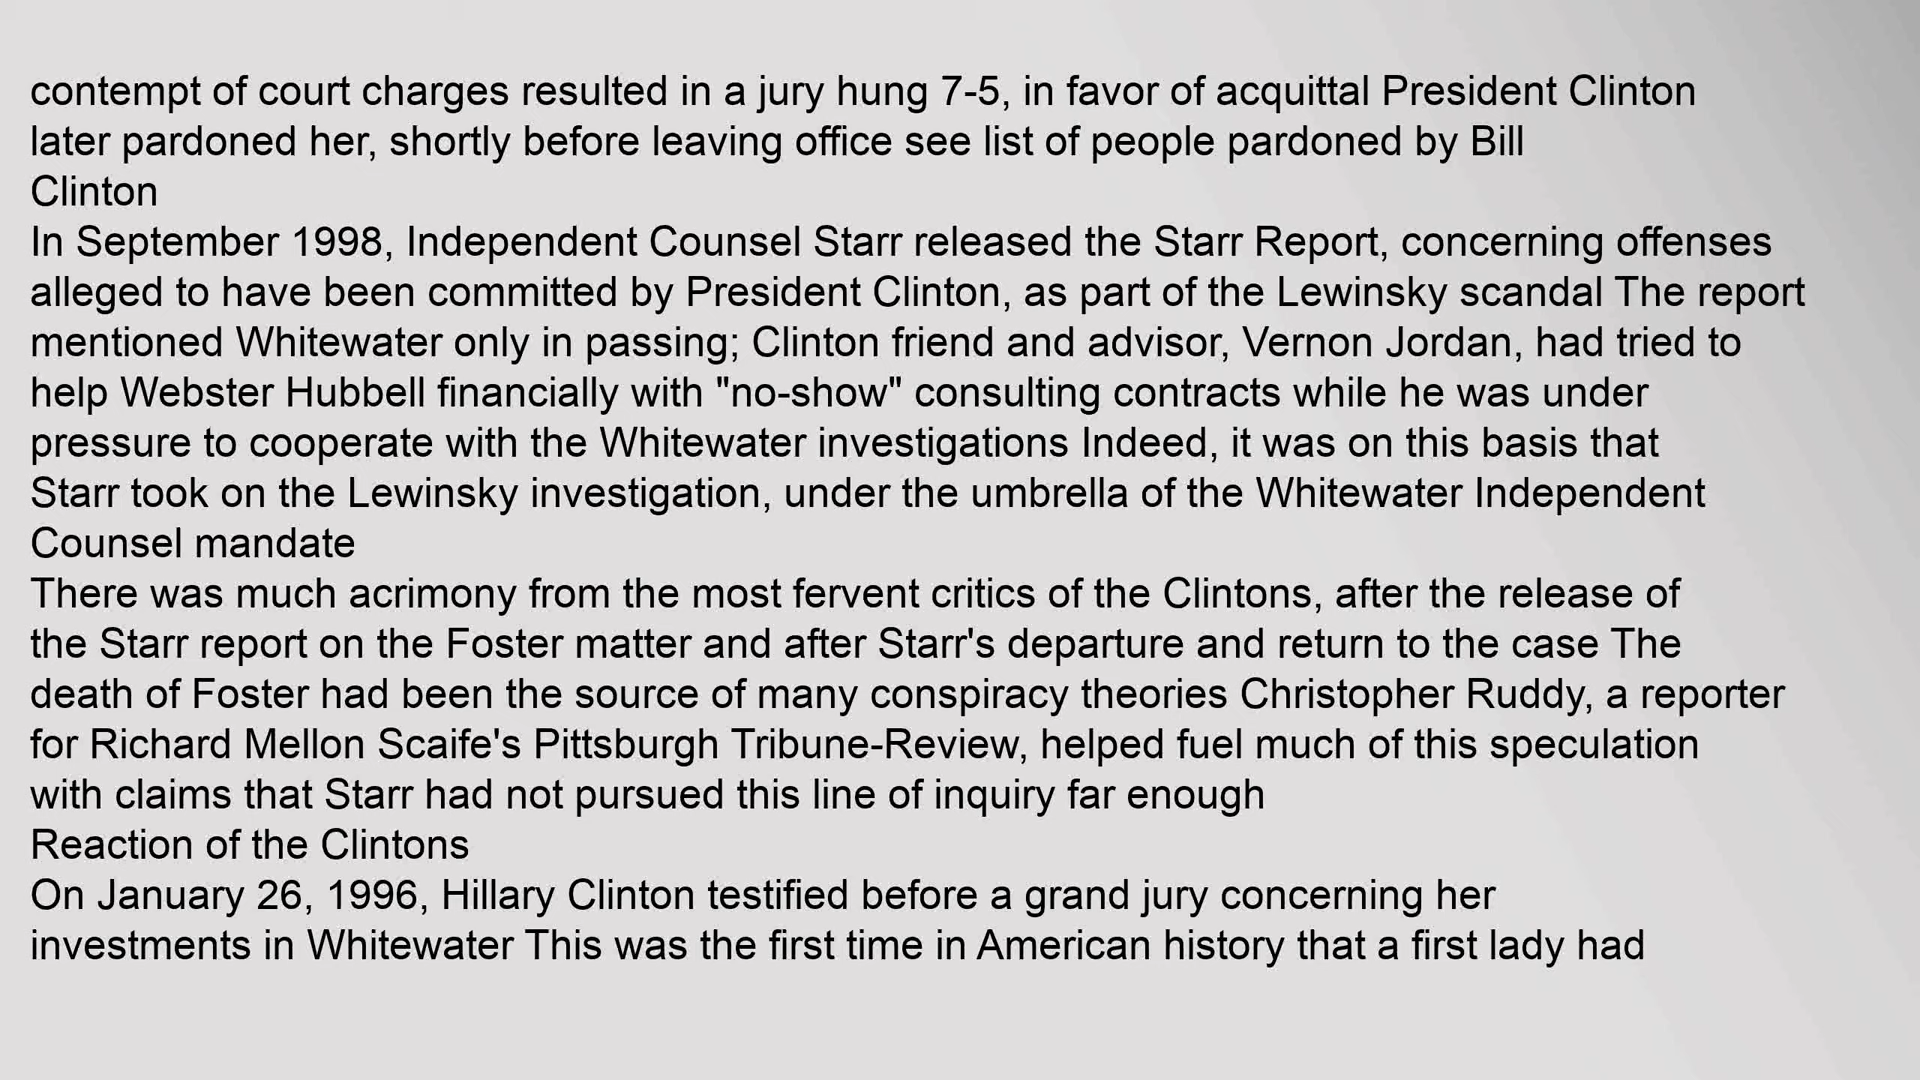 contempt of court charges resulted in a jury hung 7-5, in favor of acquittal President Clinton
later pardoned her, shortly before leaving office see list of people pardoned by Bill
Clinton
In September 1998, Independent Counsel Starr released the Starr Report, concerning offenses
alleged to have been committed by President Clinton, as part of the Lewinsky scandal The report
mentioned Whitewater only in passing; Clinton friend and advisor, Vernon Jordan, had tried to
help Webster Hubbell financially with "no-show" consulting contracts while he was under
pressure to cooperate with the Whitewater investigations Indeed, it was on this basis that
Starr took on the Lewinsky investigation, under the umbrella of the Whitewater Independent
Counsel mandate
There was much acrimony from the most fervent critics of the Clintons, after the release of
the Starr report on the Foster matter and after Starr's departure and return to the case The
death of Foster had been the source of many conspiracy theories Christopher Ruddy, a reporter
for Richard Mellon Scaife's Pittsburgh Tribune-Review, helped fuel much of this speculation
with claims that Starr had not pursued this line of inquiry far enough
Reaction of the Clintons
On January 26, 1996, Hillary Clinton testified before a grand jury concerning her
investments in Whitewater This was the first time in American history that a first lady had